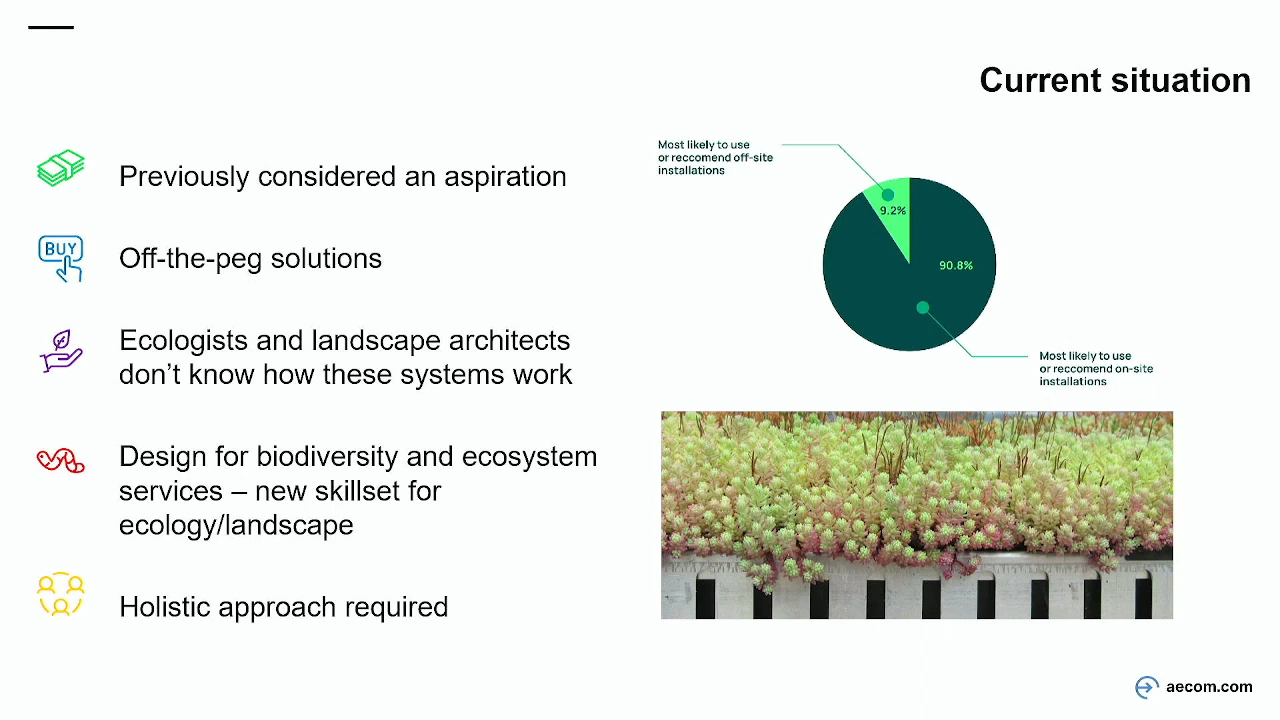 Current situation
Previously considered an aspiration
BUY
Off-the-peg solutions
Ecologists and landscape architects
don’t know how these systems work
Design for biodiversity and ecosystem
services – new skillset for
ecology/landscape
Holistic approach required
Most likely to use
or reccomend off-site
installations
9.2%
90.8%
Most likely to use
or reccomend on-site
installations
aecom.com